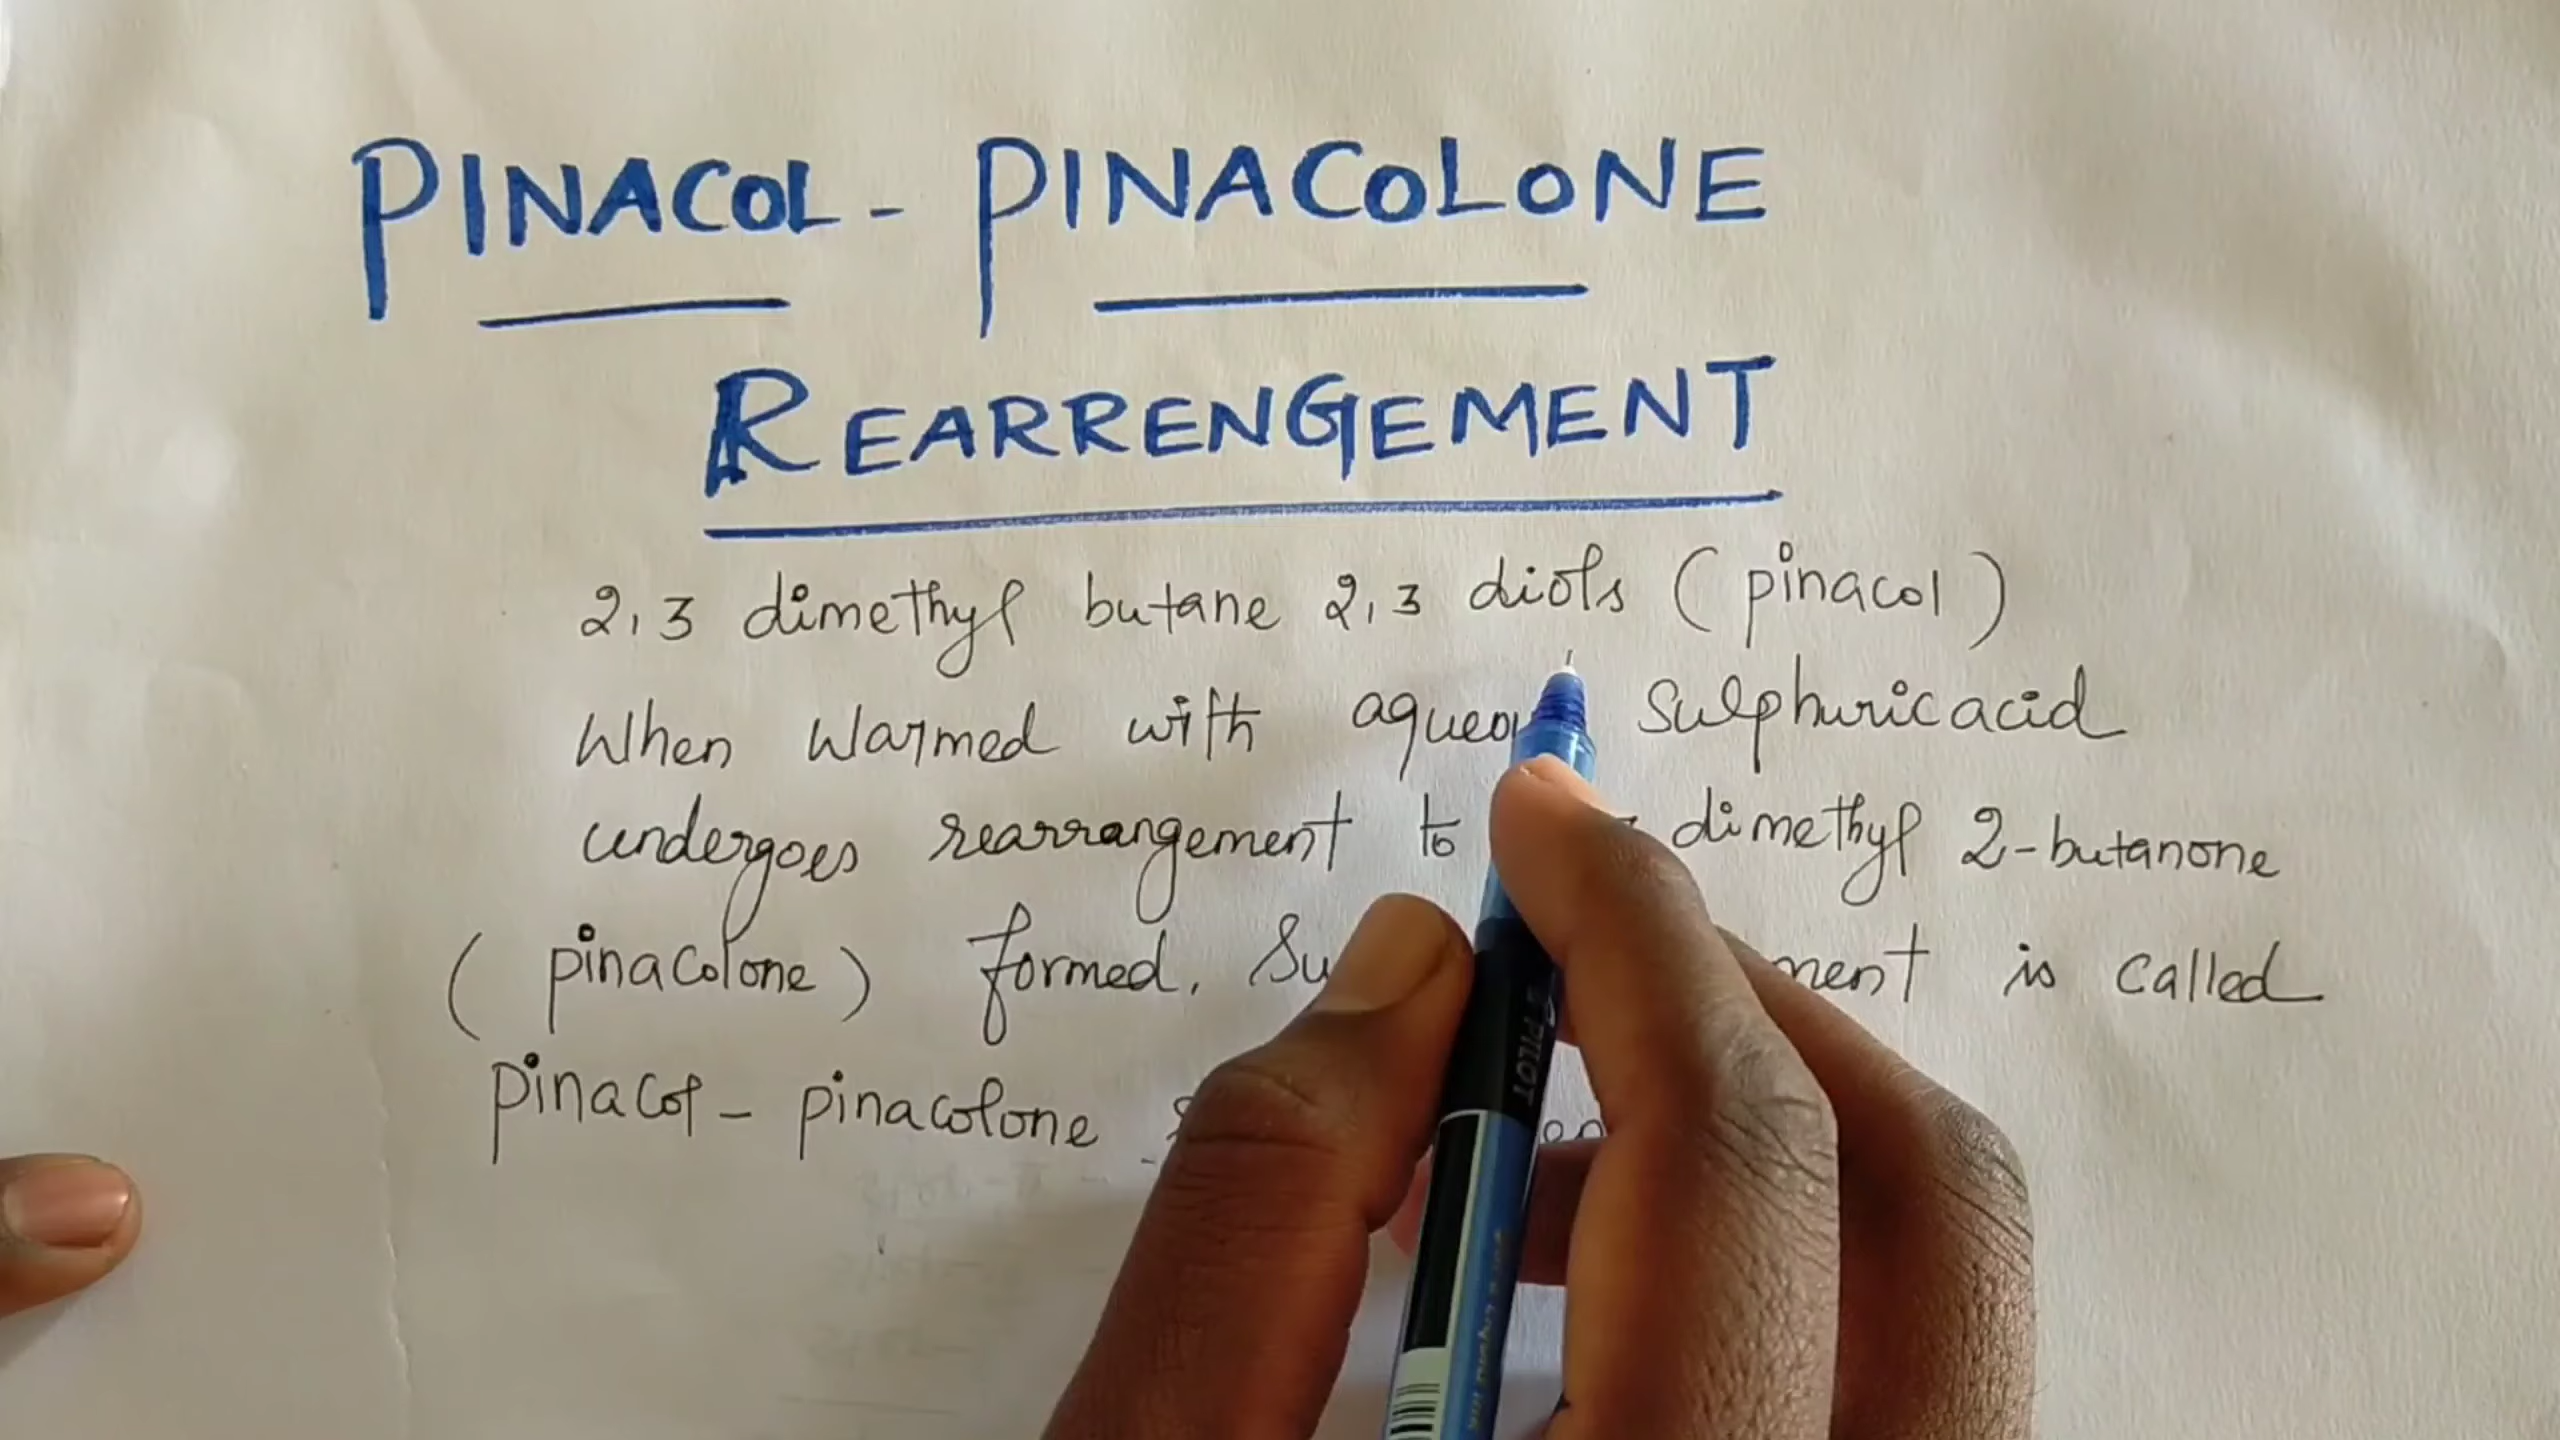 PINACOL - PINACOLONE
REARRENGEMENT
2,3 dimethyl butane 2,3 diols (pinacol)
When warmed with sulphuric acid
undergoes rearrangement to dimethyl 2-butanone
(pinacolone) formed. is called
pinacol - pinacolone
PILOT